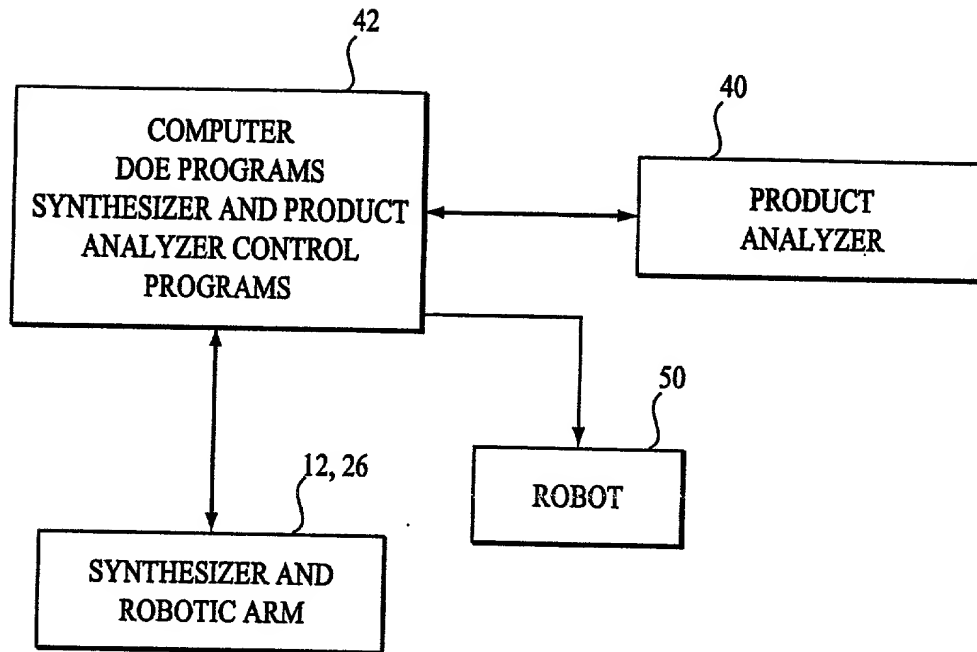 42
COMPUTER
DOE PROGRAMS
SYNTHESIZER AND PRODUCT
ANALYZER CONTROL
PROGRAMS
40
PRODUCT
ANALYZER
50
ROBOT
12, 26
SYNTHESIZER AND
ROBOTIC ARM